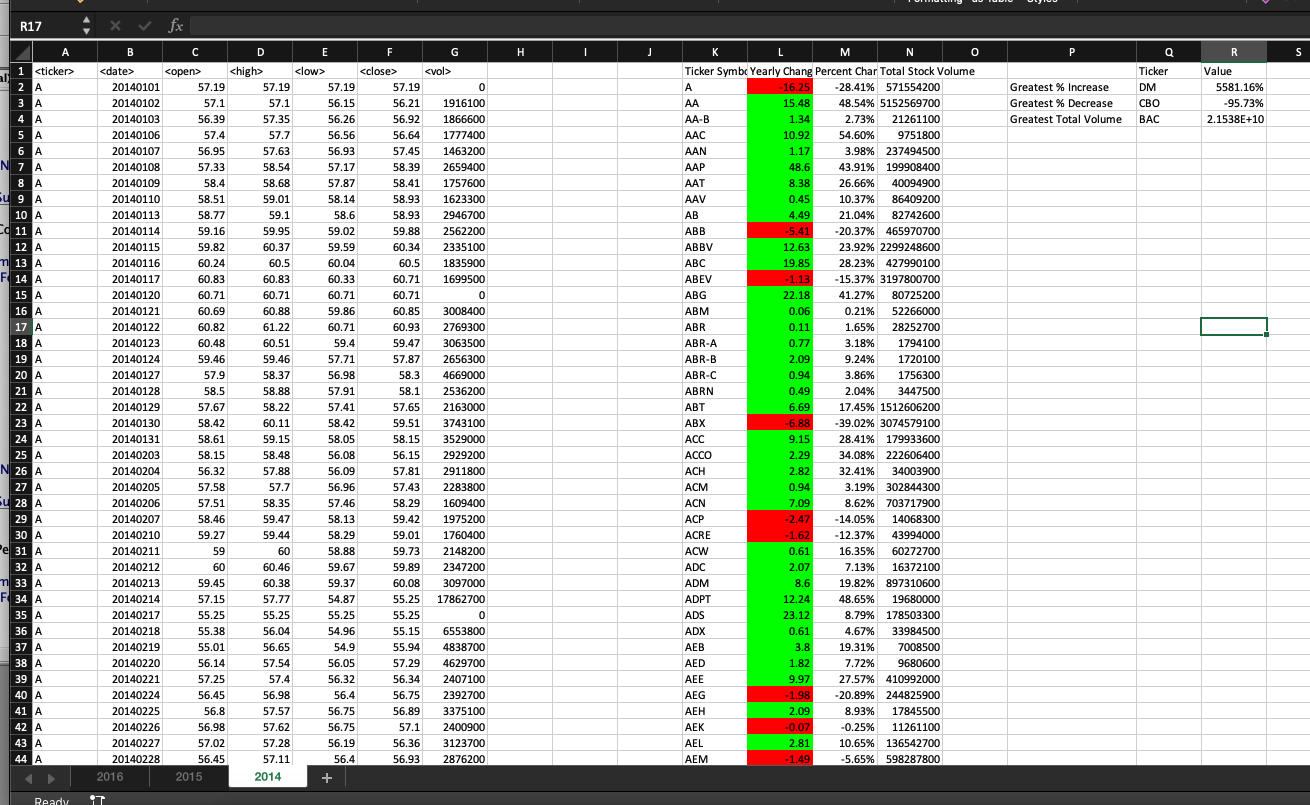 R17 fx
A B C D E F G H I J K L M N O P Q R S
1 <ticker> <date> <open> <high> <low> <close> <vol> Ticker Symbo Yearly Chang Percent Char Total Stock Volume Ticker Value
2 A 20140101 57.19 57.19 57.19 57.19 0 A -16.25 -28.41% 571554200 Greatest % Increase DM 5581.16%
3 A 20140102 57.1 57.1 56.15 56.21 1916100 AA 15.48 48.54% 5152569700 Greatest % Decrease CBO -95.73%
4 A 20140103 56.39 57.35 56.26 56.92 1866600 AA-B 1.34 2.73% 21261100 Greatest Total Volume BAC 2.1538E+10
5 A 20140106 57.4 57.7 56.56 56.64 1777400 AAC 10.92 54.60% 9751800
6 A 20140107 56.95 57.63 56.93 57.45 1463200 AAN 1.17 3.98% 237494500
7 A 20140108 57.33 58.54 57.17 58.39 2659400 AAP 48.6 43.91% 199908400
8 A 20140109 58.4 58.68 57.87 58.41 1757600 AAT 8.38 26.66% 40094900
9 A 20140110 58.51 59.01 58.14 58.93 1623300 AAV 0.45 10.37% 86409200
10 A 20140113 58.77 59.1 58.6 58.93 2946700 AB 4.49 21.04% 82742600
11 A 20140114 59.16 59.95 59.02 59.88 2562200 ABB -5.41 -20.37% 465970700
12 A 20140115 59.82 60.37 59.59 60.34 2335100 ABBV 12.63 23.92% 2299248600
13 A 20140116 60.24 60.5 60.04 60.5 1835900 ABC 19.85 28.23% 427990100
14 A 20140117 60.83 60.83 60.33 60.71 1699500 ABEV -1.13 -15.37% 3197800700
15 A 20140120 60.71 60.71 60.71 60.71 0 ABG 22.18 41.27% 80725200
16 A 20140121 60.69 60.88 59.86 60.85 3008400 ABM 0.06 0.21% 52266000
17 A 20140122 60.82 61.22 60.71 60.93 2769300 ABR 0.11 1.65% 28252700
18 A 20140123 60.48 60.51 59.4 59.47 3063500 ABR-A 0.77 3.18% 1794100
19 A 20140124 59.46 59.46 57.71 57.87 2656300 ABR-B 2.09 9.24% 1720100
20 A 20140127 57.9 58.37 56.98 58.3 4669000 ABR-C 0.94 3.86% 1756300
21 A 20140128 58.5 58.88 57.91 58.1 2536200 ABRN 0.49 2.04% 3447500
22 A 20140129 57.67 58.22 57.41 57.65 2163000 ABT 6.69 17.45% 1512606200
23 A 20140130 58.42 60.11 58.42 59.51 3743100 ABX -6.88 -39.02% 3074579100
24 A 20140131 58.61 59.15 58.05 58.15 3529000 ACC 9.15 28.41% 179933600
25 A 20140203 58.15 58.48 56.08 56.15 2929200 ACCO 2.29 34.08% 222606400
26 A 20140204 56.32 57.88 56.09 57.81 2911800 ACH 2.82 32.41% 34003900
27 A 20140205 57.58 57.7 56.96 57.43 2283800 ACM 0.94 3.19% 302844300
28 A 20140206 57.51 58.35 57.46 58.29 1609400 ACN 7.09 8.62% 703717900
29 A 20140207 58.46 59.47 58.13 59.42 1975200 ACP -2.47 -14.05% 14068300
30 A 20140210 59.27 59.44 58.29 59.01 1760400 ACRE -1.62 -12.37% 43994000
31 A 20140211 59 60 58.88 59.73 2148200 ACW 0.61 16.35% 60272700
32 A 20140212 60 60.46 59.67 59.89 2347200 ADC 2.07 7.13% 16372100
33 A 20140213 59.45 60.38 59.37 60.08 3097000 ADM 8.6 19.82% 897310600
34 A 20140214 57.15 57.77 54.87 55.25 17862700 ADPT 12.24 48.65% 19680000
35 A 20140217 55.25 55.25 55.25 55.25 0 ADS 23.12 8.79% 178503300
36 A 20140218 55.38 56.04 54.96 55.15 6553800 ADX 0.61 4.67% 33984500
37 A 20140219 55.01 56.65 54.9 55.94 4838700 AEB 3.8 19.31% 7008500
38 A 20140220 56.14 57.54 56.05 57.29 4629700 AED 1.82 7.72% 9680600
39 A 20140221 57.25 57.4 56.32 56.34 2407100 AEE 9.97 27.57% 410992000
40 A 20140224 56.45 56.98 56.4 56.75 2392700 AEG -1.98 -20.89% 244825900
41 A 20140225 56.8 57.57 56.75 56.89 3375100 AEH 2.09 8.93% 17845500
42 A 20140226 56.98 57.62 56.75 57.1 2400900 AEK -0.07 -0.25% 11261100
43 A 20140227 57.02 57.28 56.19 56.36 3123700 AEL 2.81 10.65% 136542700
44 A 20140228 56.45 57.11 56.4 56.93 2876200 AEM -1.49 -5.65% 598287800
2016 2015 2014 +
Ready